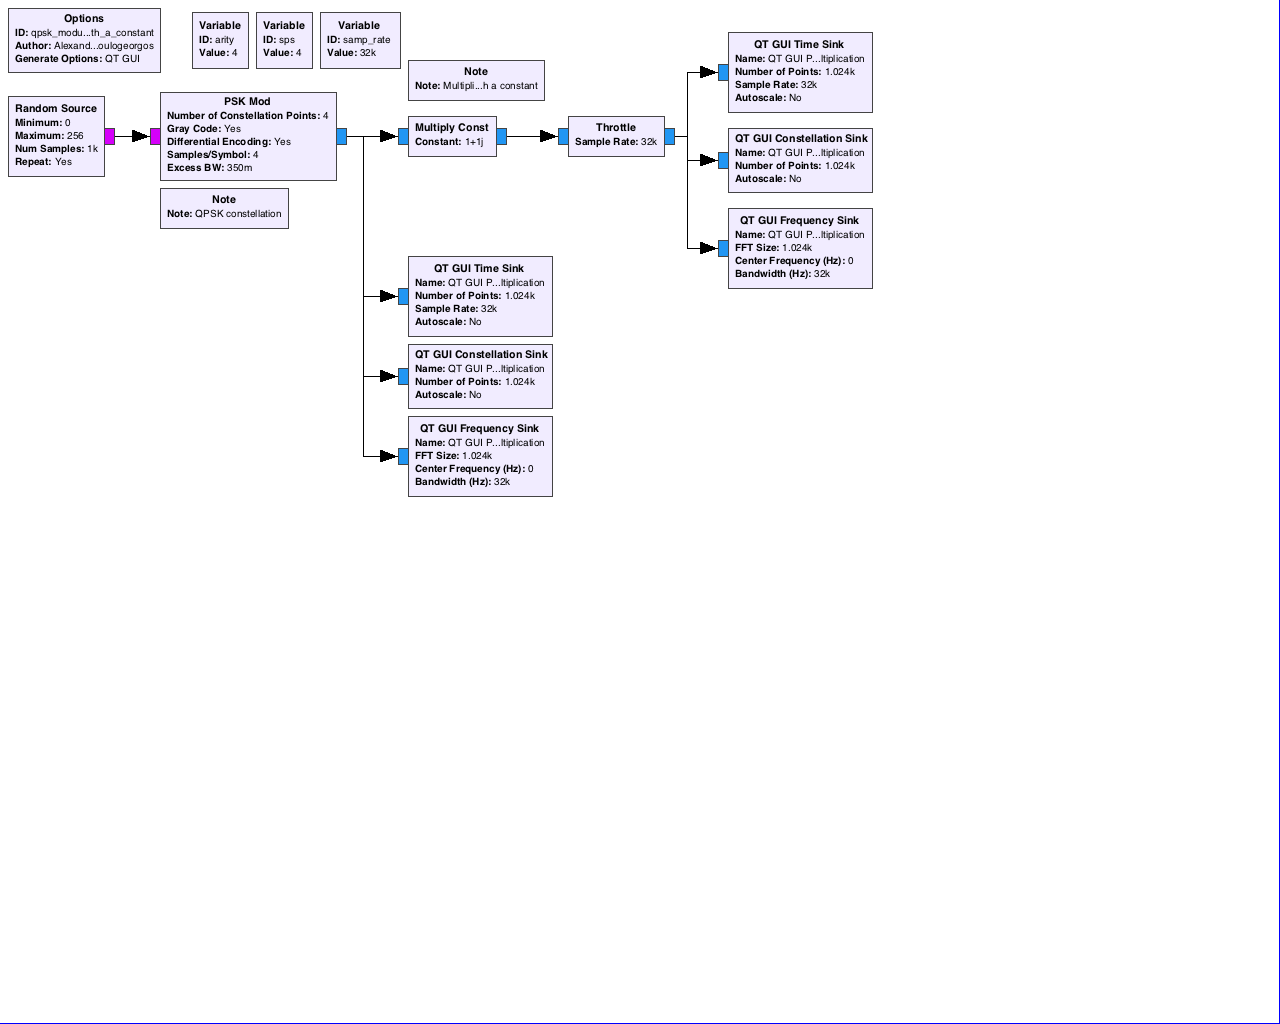 Options
ID: qpsk_modu...th_a_constant
Author: Alexand...oulogeorgos
Generate Options: QT GUI
Variable
ID: arity
Value: 4
Variable
ID: sps
Value: 4
Variable
ID: samp_rate
Value: 32k
Note
Note: Multipli...h a constant
QT GUI Time Sink
Name: QT GUI P...ltiplication
Number of Points: 1.024k
Sample Rate: 32k
Autoscale: No
Random Source
Minimum: 0
Maximum: 256
Num Samples: 1k
Repeat: Yes
PSK Mod
Number of Constellation Points: 4
Gray Code: Yes
Differential Encoding: Yes
Samples/Symbol: 4
Excess BW: 350m
Multiply Const
Constant: 1+1j
Throttle
Sample Rate: 32k
QT GUI Constellation Sink
Name: QT GUI P...ltiplication
Number of Points: 1.024k
Autoscale: No
Note
Note: QPSK constellation
QT GUI Frequency Sink
Name: QT GUI P...ltiplication
FFT Size: 1.024k
Center Frequency (Hz): 0
Bandwidth (Hz): 32k
QT GUI Time Sink
Name: QT GUI P...ltiplication
Number of Points: 1.024k
Sample Rate: 32k
Autoscale: No
QT GUI Constellation Sink
Name: QT GUI P...ltiplication
Number of Points: 1.024k
Autoscale: No
QT GUI Frequency Sink
Name: QT GUI P...ltiplication
FFT Size: 1.024k
Center Frequency (Hz): 0
Bandwidth (Hz): 32k